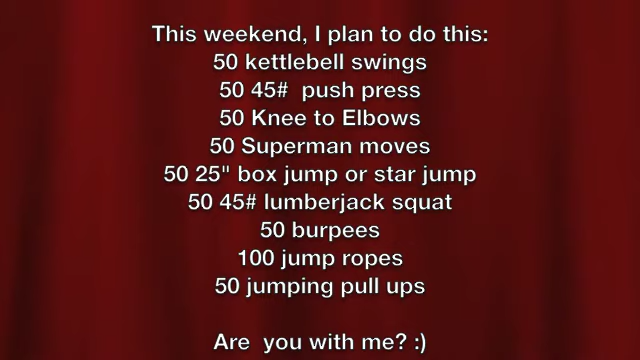 This weekend, I plan to do this:
50 kettlebell swings
50 45#  push press
50 Knee to Elbows
50 Superman moves
50 25" box jump or star jump
50 45# lumberjack squat
50 burpees
100 jump ropes
50 jumping pull ups
Are  you with me? :)